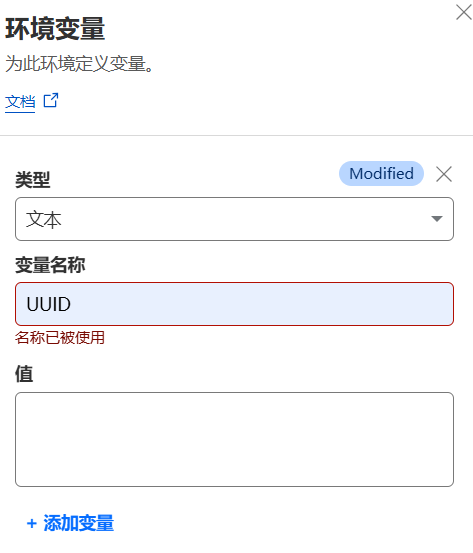 环境变量
为此环境定义变量。
文档
类型
Modified
文本
变量名称
UUID
名称已被使用
值
+ 添加变量